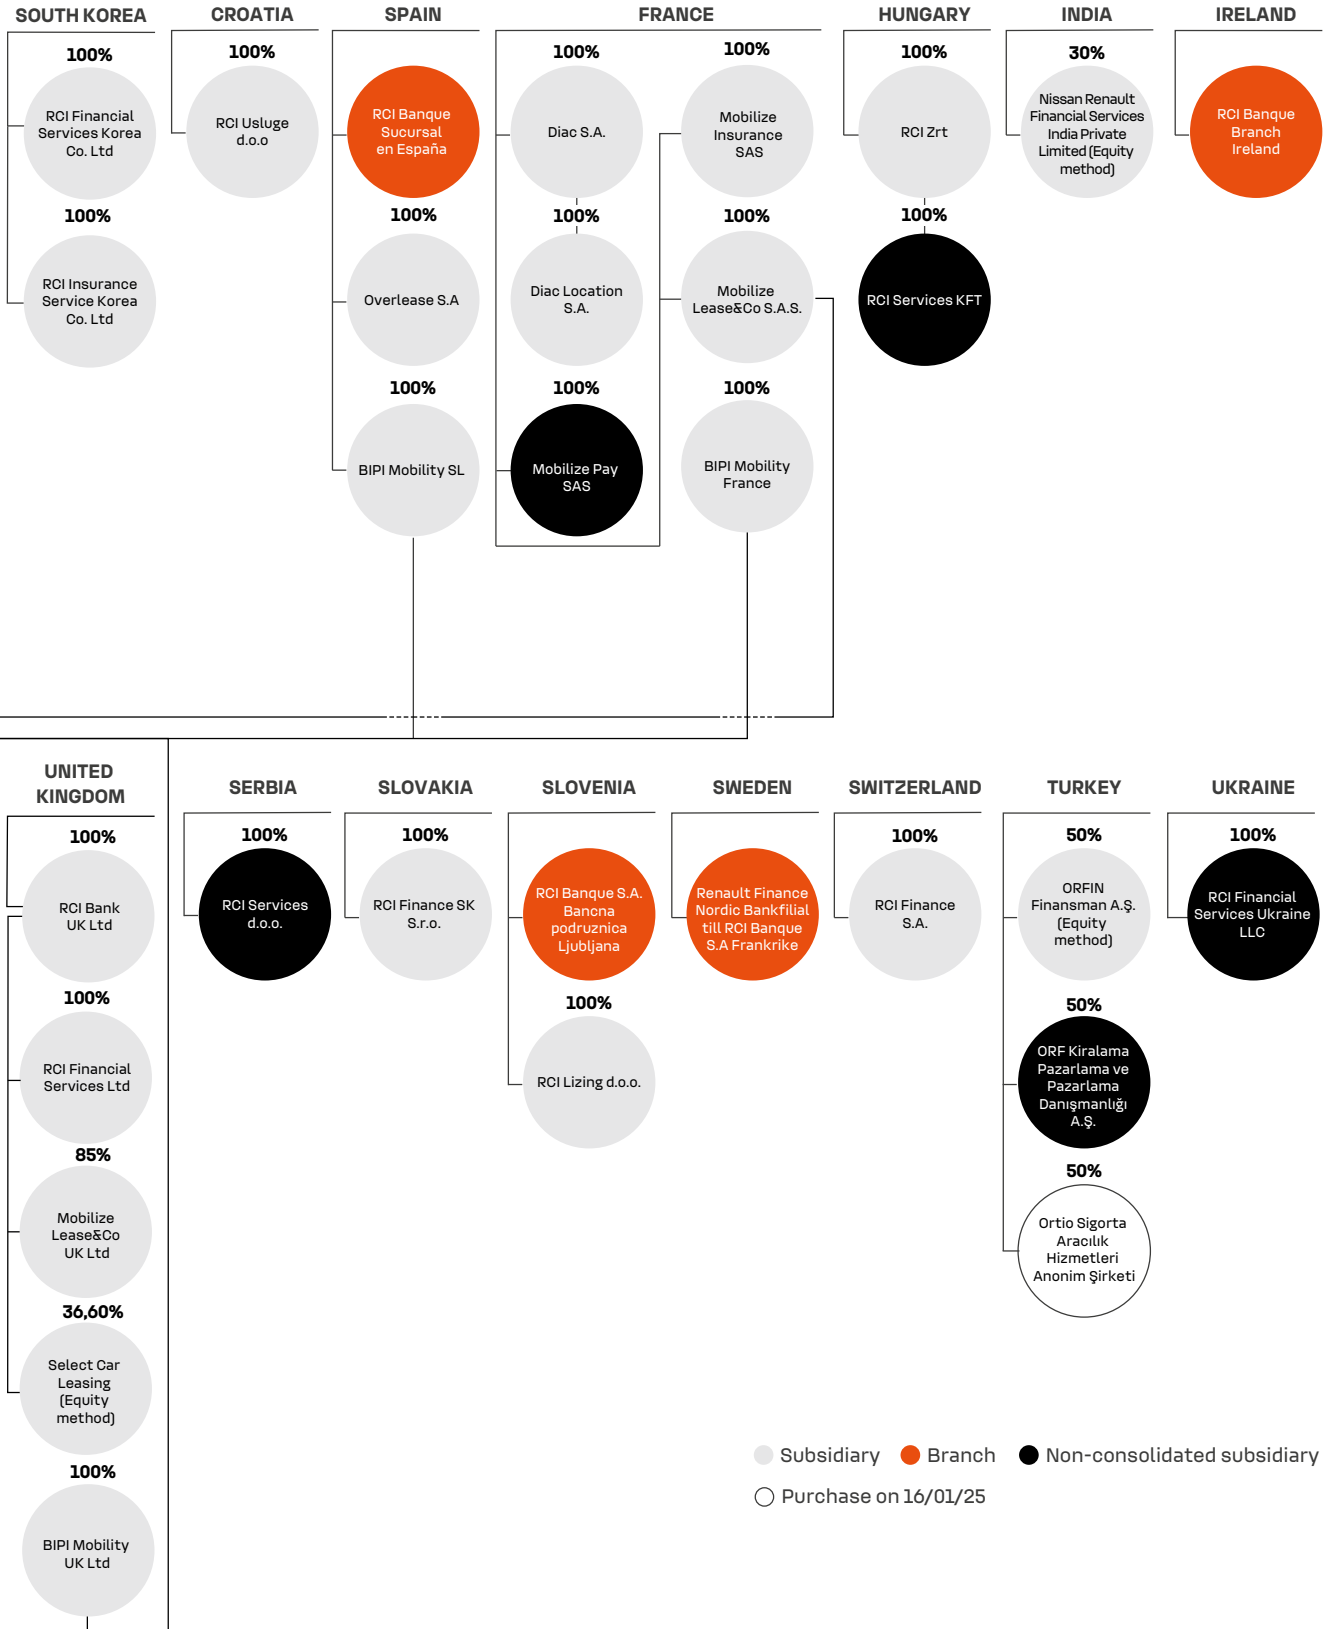 SOUTH KOREA
100%
RCI Financial
Services Korea
Co. Ltd
100%
RCI Insurance
Service Korea
Co. Ltd
CROATIA
100%
RCI Usluge
d.o.o
SPAIN
RCI Banque
Sucursal
en España
100%
Overlease S.A
100%
BIPI Mobility SL
FRANCE
100%
Diac S.A.
100%
Diac Location
S.A.
100%
Mobilize Pay
SAS
100%
Mobilize
Insurance
SAS
100%
Mobilize
Lease&Co S.A.S.
100%
BIPI Mobility
France
HUNGARY
100%
RCI Zrt
100%
RCI Services KFT
INDIA
30%
Nissan Renault
Financial Services
India Private
Limited (Equity
method)
IRELAND
RCI Banque
Branch
Ireland
UNITED
KINGDOM
100%
RCI Bank
UK Ltd
100%
RCI Financial
Services Ltd
85%
Mobilize
Lease&Co
UK Ltd
36,60%
Select Car
Leasing
(Equity
method)
100%
BIPI Mobility
UK Ltd
SERBIA
100%
RCI Services
d.o.o.
SLOVAKIA
100%
RCI Finance SK
S.r.o.
SLOVENIA
RCI Banque S.A.
Bancna
podruznica
Ljubljana
100%
RCI Lizing d.o.o.
SWEDEN
Renault Finance
Nordic Bankfilial
till RCI Banque
S.A Frankrike
SWITZERLAND
100%
RCI Finance
S.A.
TURKEY
50%
ORFIN
Finansman A.Ş.
(Equity
method)
50%
ORF Kiralama
Pazarlama ve
Pazarlama
Danışmanlığı
A.Ş.
50%
Ortio Sigorta
Aracılık
Hizmetleri
Anonim Şirketi
UKRAINE
100%
RCI Financial
Services Ukraine
LLC
Subsidiary
Branch
Non-consolidated subsidiary
Purchase on 16/01/25